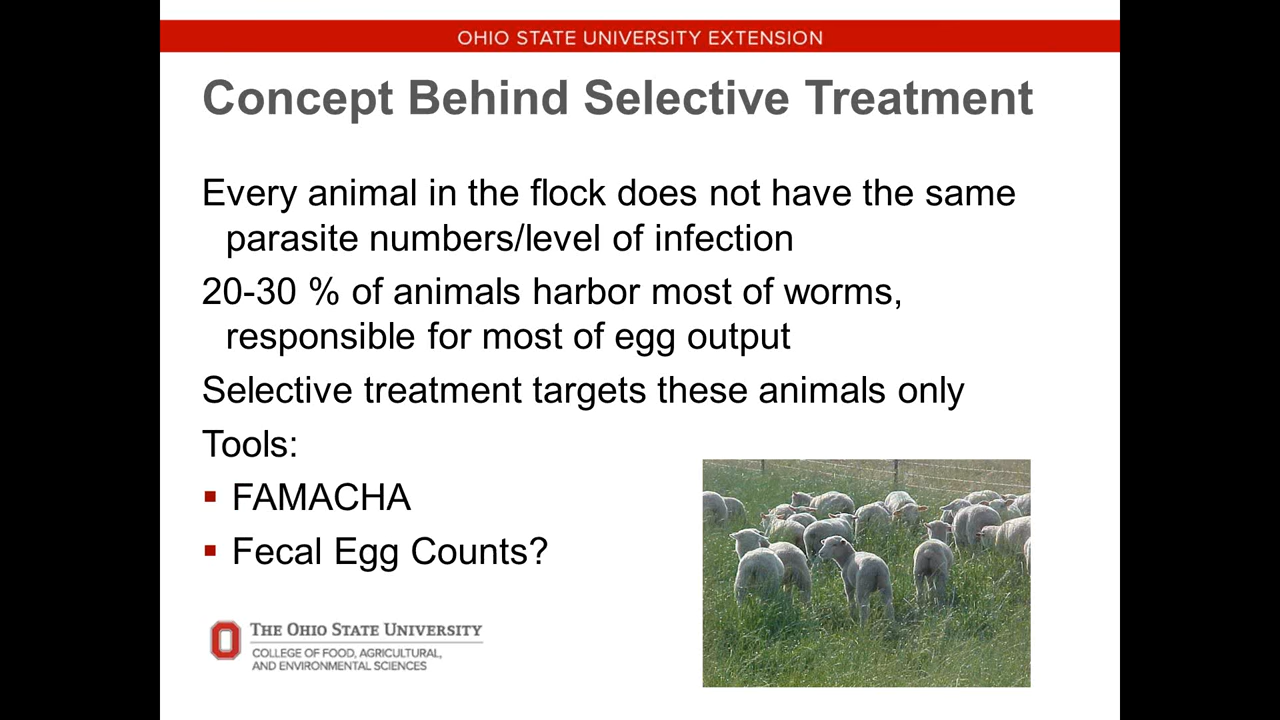 OHIO STATE UNIVERSITY EXTENSION
Concept Behind Selective Treatment
Every animal in the flock does not have the same
parasite numbers/level of infection
20-30 % of animals harbor most of worms,
responsible for most of egg output
Selective treatment targets these animals only
Tools:
▪ FAMACHA
▪ Fecal Egg Counts?
THE OHIO STATE UNIVERSITY
COLLEGE OF FOOD, AGRICULTURAL,
AND ENVIRONMENTAL SCIENCES